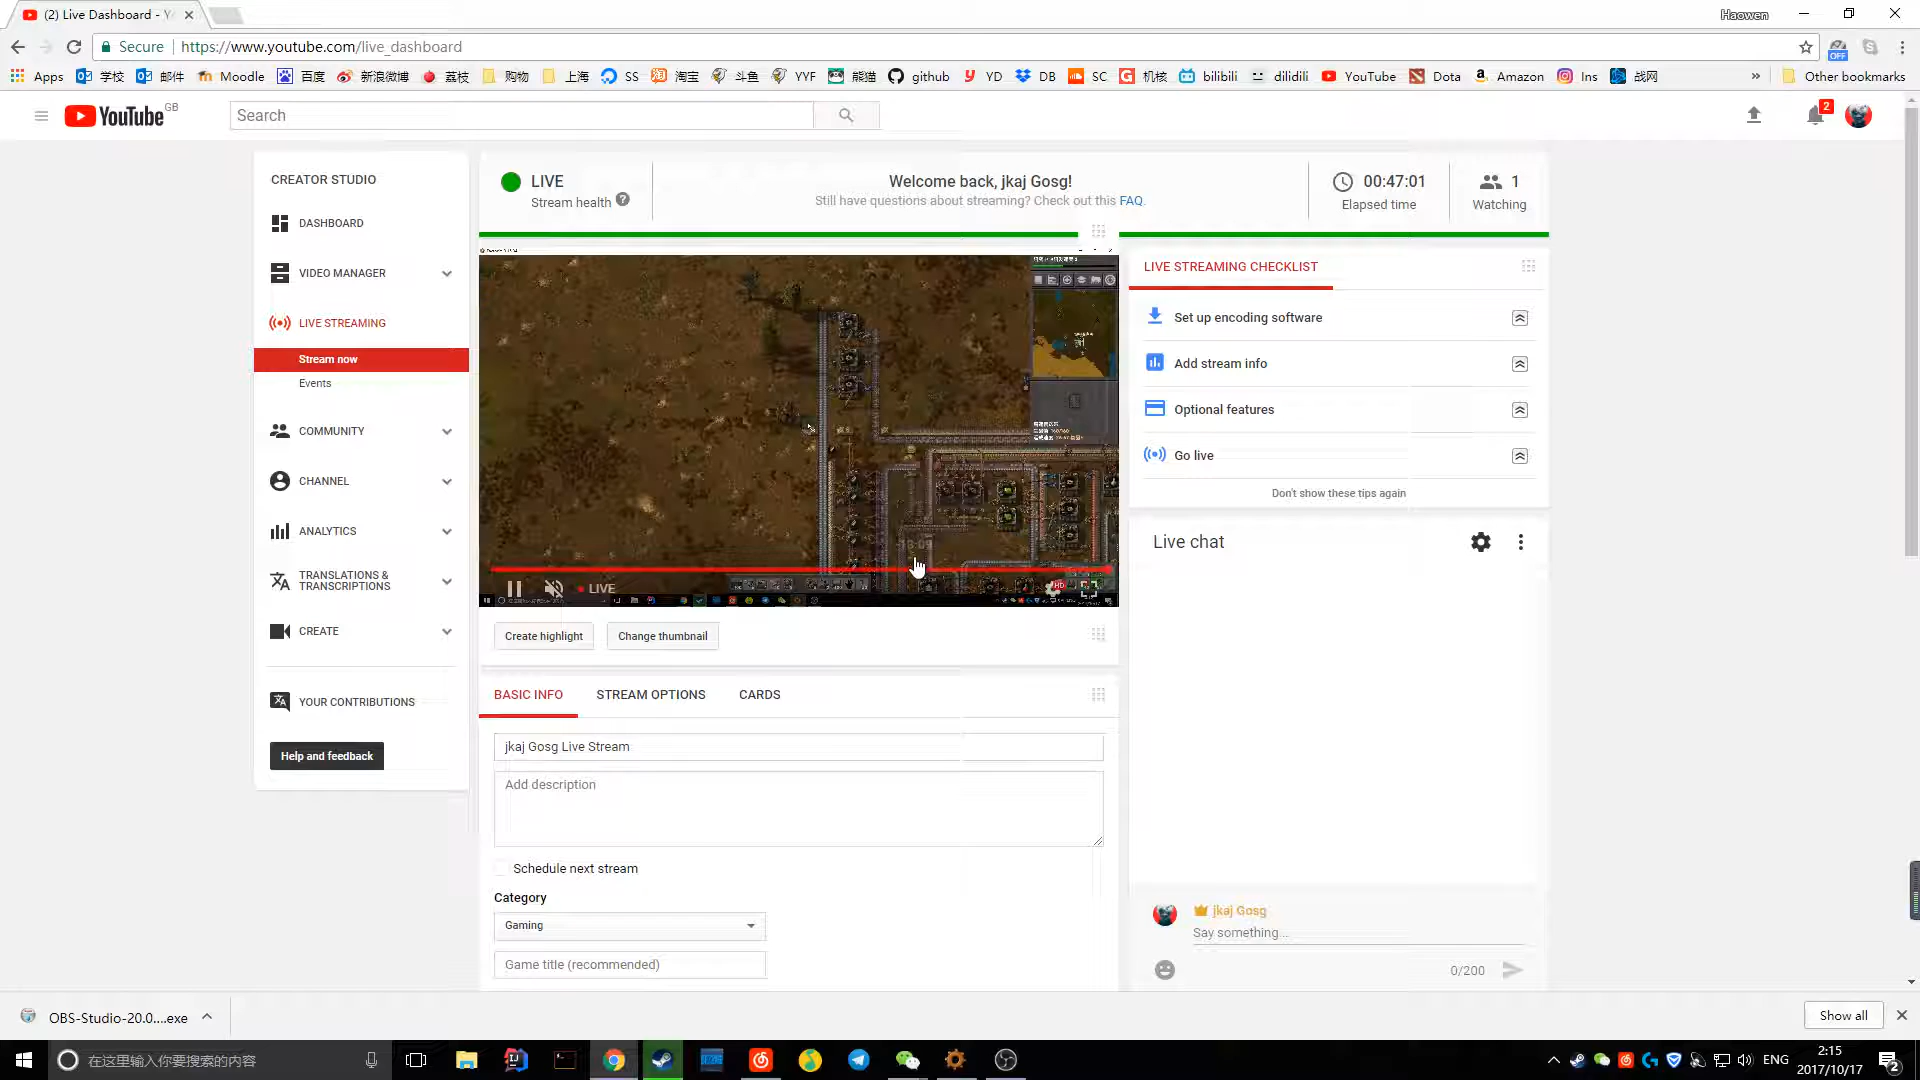 (2) Live Dashboard - Y
Haowen
Secure
https://www.youtube.com/live_dashboard
OFF
Apps
学校
邮件
Moodle
百度
新浪微博
荔枝
购物
上海
SS
淘宝
斗鱼
YYF
熊猫
github
YD
DB
SC
机核
bilibili
dilidili
YouTube
Dota
Amazon
Ins
战网
»
Other bookmarks
YouTube GB
Search
2
CREATOR STUDIO
DASHBOARD
VIDEO MANAGER
LIVE STREAMING
Stream now
Events
COMMUNITY
CHANNEL
ANALYTICS
TRANSLATIONS &
TRANSCRIPTIONS
CREATE
YOUR CONTRIBUTIONS
Help and feedback
LIVE
Stream health
Welcome back, jkaj Gosg!
Still have questions about streaming? Check out this FAQ.
00:47:01
Elapsed time
1
Watching
LIVE
HD
Create highlight
Change thumbnail
BASIC INFO
STREAM OPTIONS
CARDS
jkaj Gosg Live Stream
Add description
Schedule next stream
Category
Gaming
Game title (recommended)
LIVE STREAMING CHECKLIST
Set up encoding software
Add stream info
Optional features
Go live
Don't show these tips again
Live chat
jkaj Gosg
Say something...
0/200
OBS-Studio-20.0....exe
Show all
在这里输入你要搜索的内容
ENG
2:15
2017/10/17
2